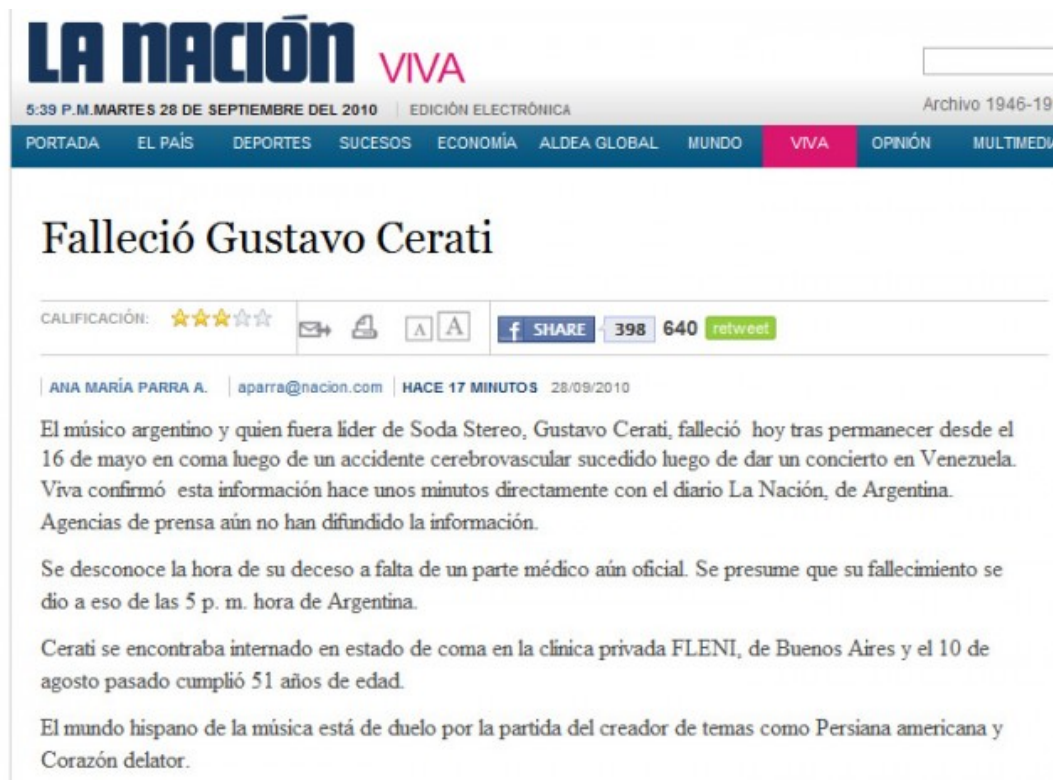 LA NACIÓN VIVA
5:39 P.M.MARTES 28 DE SEPTIEMBRE DEL 2010 | EDICIÓN ELECTRÓNICA
Archivo 1946-19
PORTADA EL PAÍS DEPORTES SUCESOS ECONOMÍA ALDEA GLOBAL MUNDO VIVA OPINIÓN MULTIMEDIA
Falleció Gustavo Cerati
CALIFICACIÓN: A A f SHARE 398 640 retweet
ANA MARÍA PARRA A. | aparra@nacion.com | HACE 17 MINUTOS 28/09/2010
El músico argentino y quien fuera líder de Soda Stereo, Gustavo Cerati, falleció hoy tras permanecer desde el
16 de mayo en coma luego de un accidente cerebrovascular sucedido luego de dar un concierto en Venezuela.
Viva confirmó esta información hace unos minutos directamente con el diario La Nación, de Argentina.
Agencias de prensa aún no han difundido la información.
Se desconoce la hora de su deceso a falta de un parte médico aún oficial. Se presume que su fallecimiento se
dio a eso de las 5 p. m. hora de Argentina.
Cerati se encontraba internado en estado de coma en la clínica privada FLENI, de Buenos Aires y el 10 de
agosto pasado cumplió 51 años de edad.
El mundo hispano de la música está de duelo por la partida del creador de temas como Persiana americana y
Corazón delator.